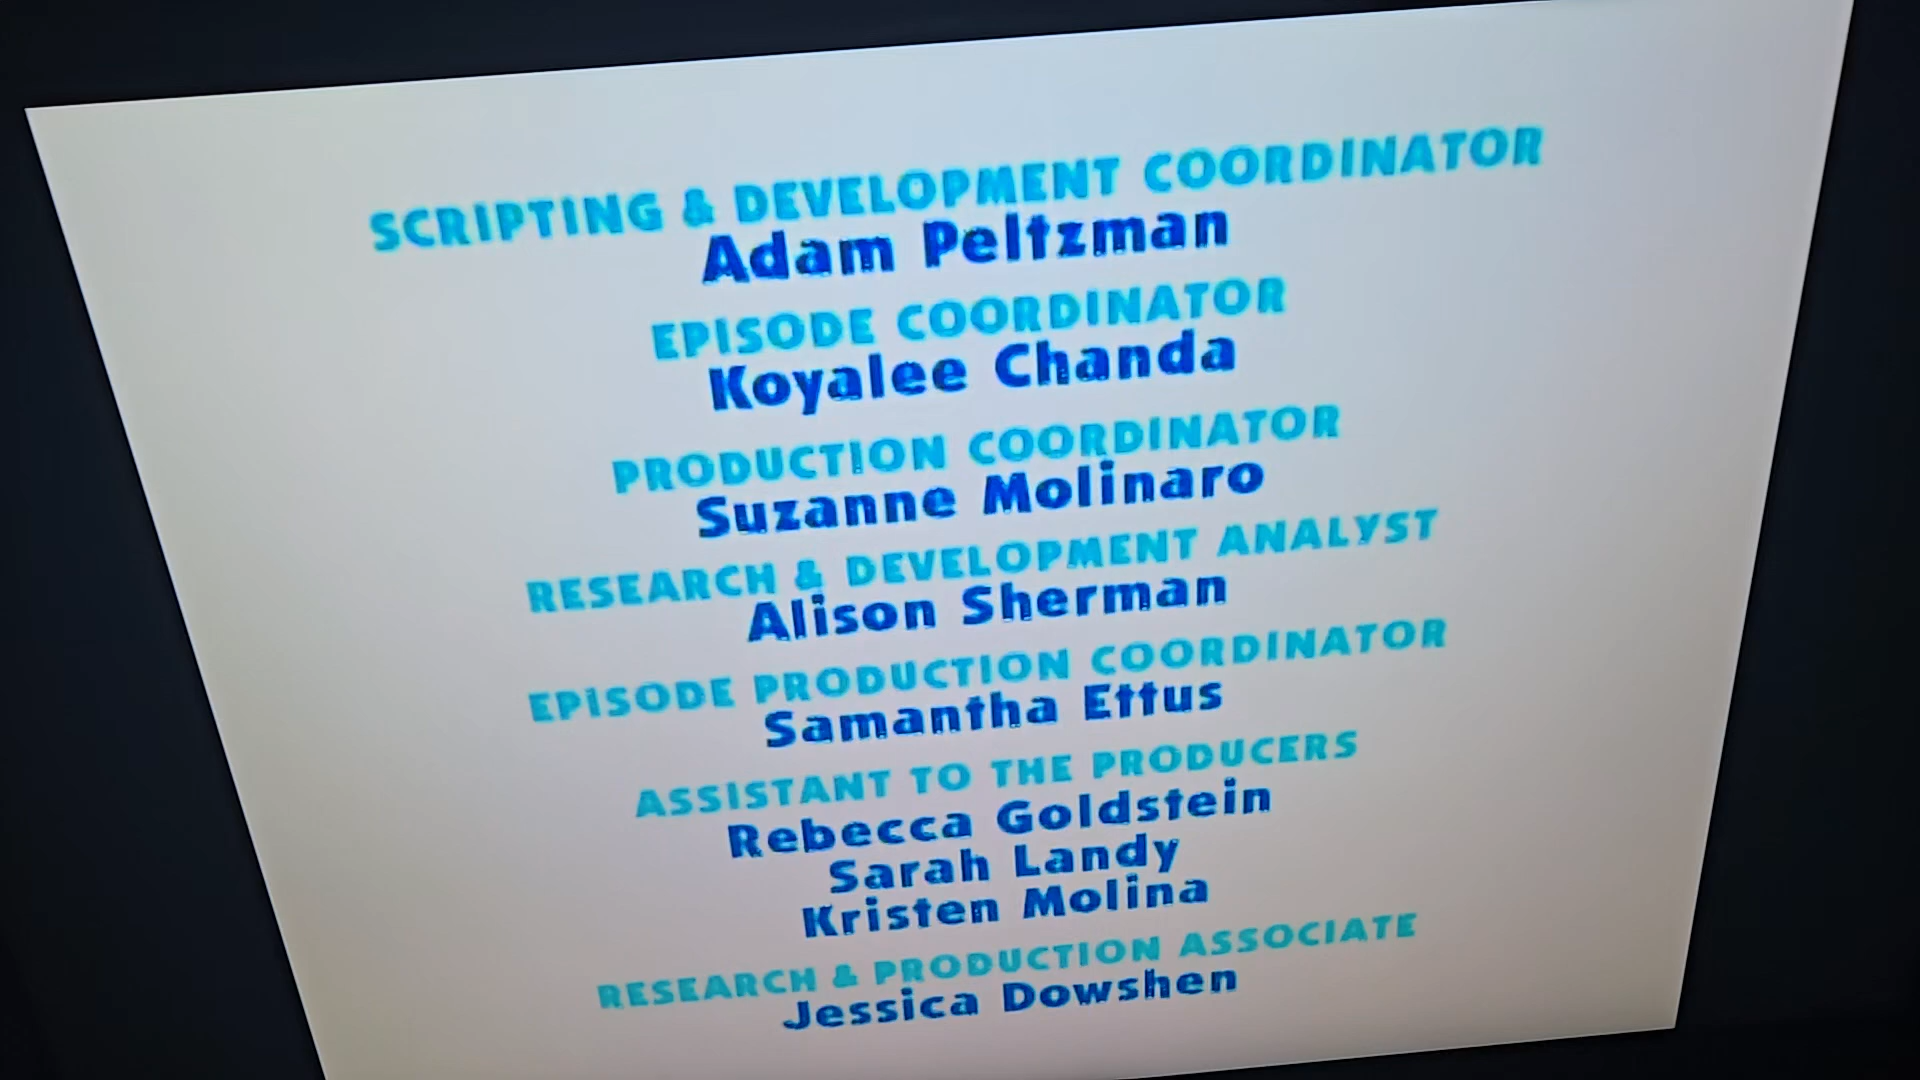 SCRIPTING & DEVELOPMENT COORDINATOR
Adam Peltzman
EPISODE COORDINATOR
Koyalee Chanda
PRODUCTION COORDINATOR
Suzanne Molinaro
RESEARCH & DEVELOPMENT ANALYST
Alison Sherman
EPISODE PRODUCTION COORDINATOR
Samantha Ettus
ASSISTANT TO THE PRODUCERS
Rebecca Goldstein
Sarah Landy
Kristen Molina
RESEARCH & PRODUCTION ASSOCIATE
Jessica Dowshen